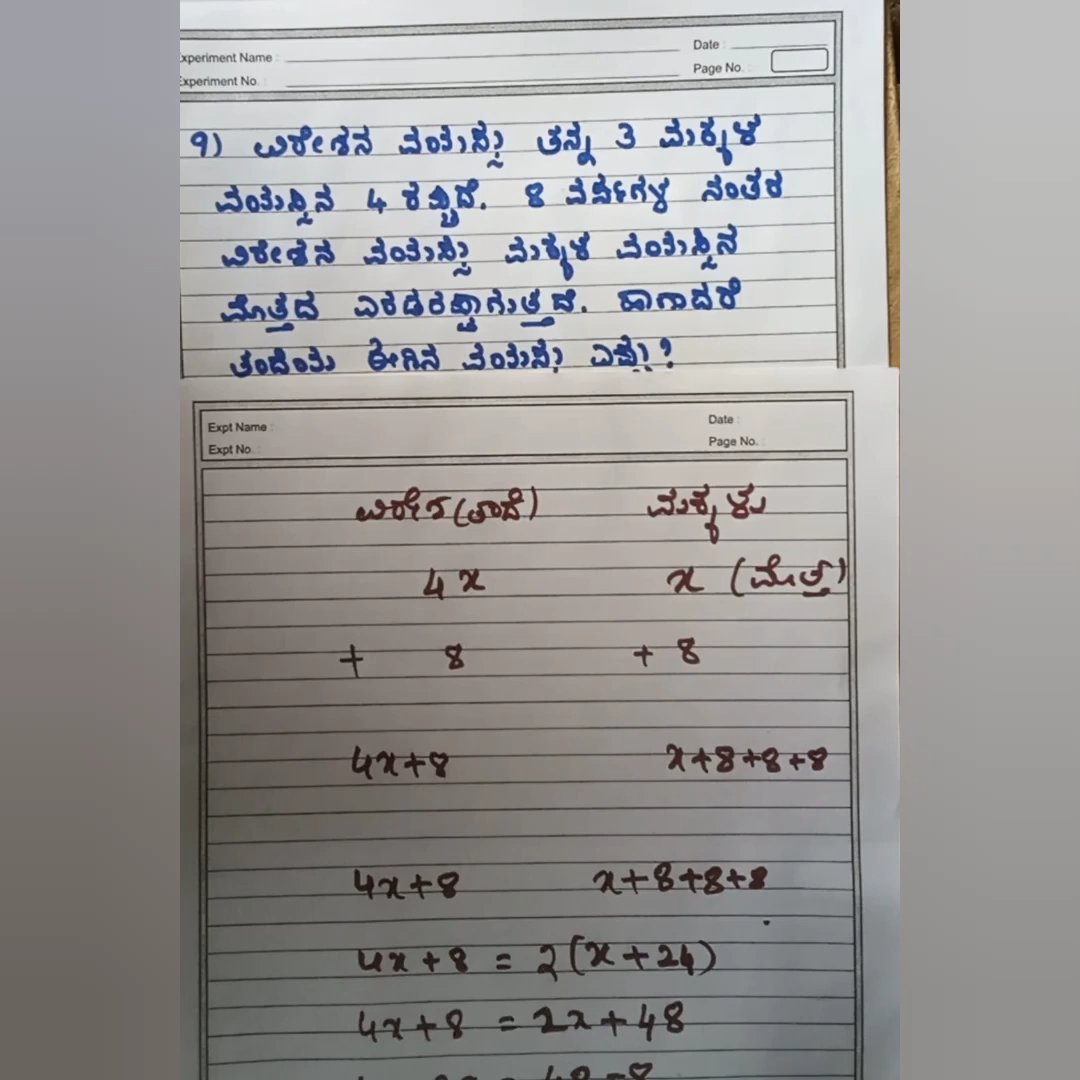 xperiment Name :
Date :
xperiment No. :
Page No. :
9) ವಿರೇಶನ ವಯಸ್ಸು ತನ್ನ 3 ಮಕ್ಕಳ
ವಯಸ್ಸಿನ 4 ರಷ್ಟಿದೆ. 8 ವರ್ಷಗಳ ನಂತರ
ವಿರೇಶನ ವಯಸ್ಸು ಮಕ್ಕಳ ವಯಸ್ಸಿನ
ಮೊತ್ತದ ಎರಡರಷ್ಟಾಗುತ್ತದೆ. ಹಾಗಾದರೆ
ತಂದೆಯ ಈಗಿನ ವಯಸ್ಸು ಎಷ್ಟು?
Expt Name :
Date :
Expt No. :
Page No. :
ವಿರೇಶ (ತಂದೆ) ಮಕ್ಕಳು
4x x (ಮೊತ್ತ)
+ 8 + 8
4x+8 x+8+8+8
4x+8 x+8+8+8
4x+8 = 2(x+24)
4x+8 = 2x+48